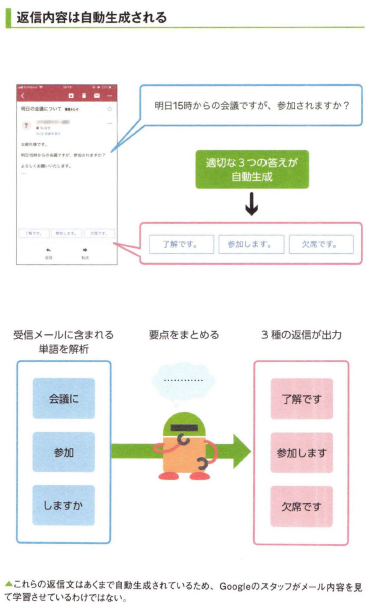 返信内容は自動生成される
明日の会議について
明日15時からの会議ですが、参加されますか？
お疲れ様です。
明日15時からの会議ですが、参加されますか？
よろしくお願いいたします。
適切な3つの答えが
自動生成
了解です。 参加します。 欠席です。
返信 転送
了解です。 参加します。 欠席です。
受信メールに含まれる
単語を解析
要点をまとめる
3種の返信が出力
会議に
参加
しますか
…………
了解です
参加します
欠席です
▲これらの返信文はあくまで自動生成されているため、Googleのスタッフがメール内容を見
て学習させているわけではない。